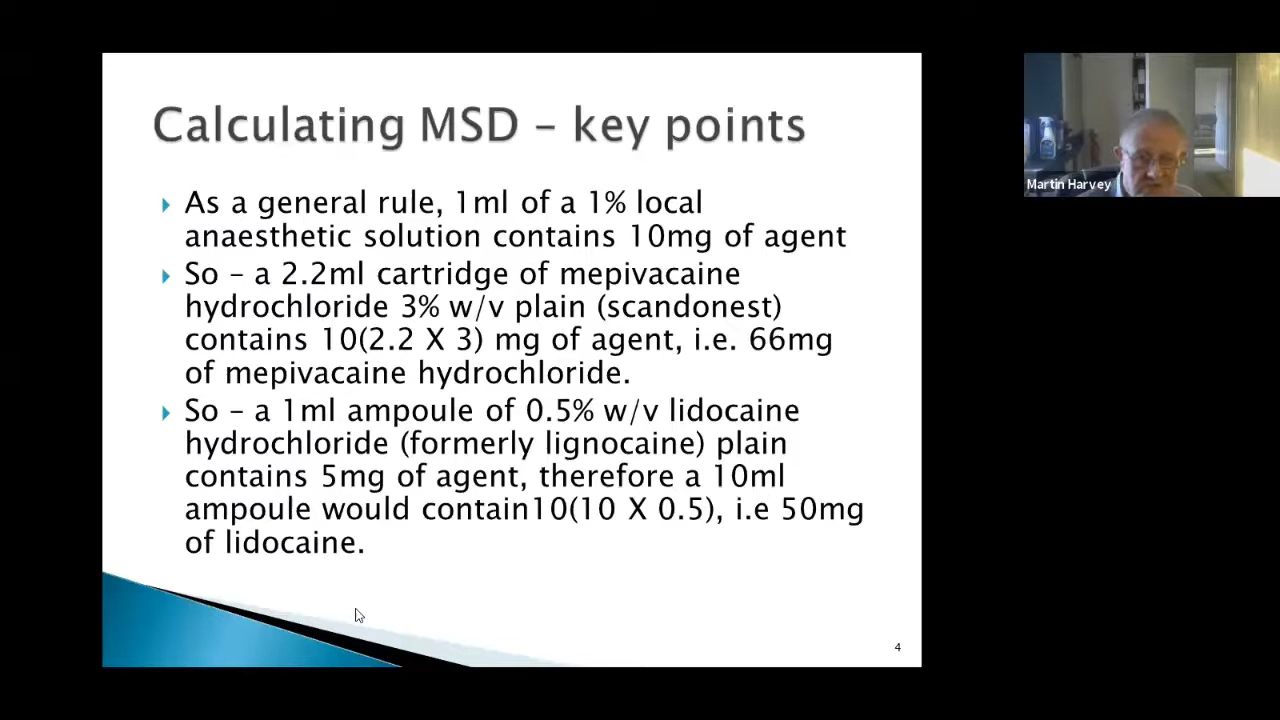 Calculating MSD – key points
As a general rule, 1ml of a 1% local
anaesthetic solution contains 10mg of agent
So – a 2.2ml cartridge of mepivacaine
hydrochloride 3% w/v plain (scandonest)
contains 10(2.2 X 3) mg of agent, i.e. 66mg
of mepivacaine hydrochloride.
So – a 1ml ampoule of 0.5% w/v lidocaine
hydrochloride (formerly lignocaine) plain
contains 5mg of agent, therefore a 10ml
ampoule would contain10(10 X 0.5), i.e 50mg
of lidocaine.
4
Martin Harvey